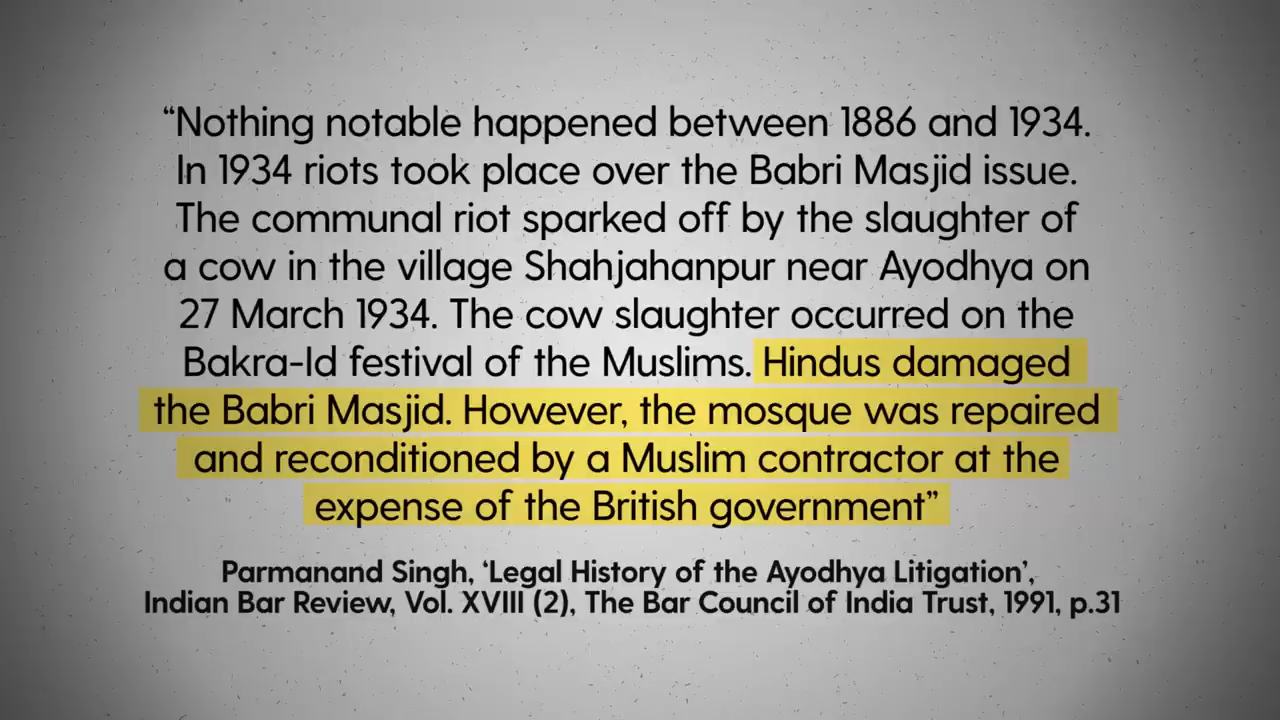 “Nothing notable happened between 1886 and 1934.
In 1934 riots took place over the Babri Masjid issue.
The communal riot sparked off by the slaughter of
a cow in the village Shahjahanpur near Ayodhya on
27 March 1934. The cow slaughter occurred on the
Bakra-Id festival of the Muslims. Hindus damaged
the Babri Masjid. However, the mosque was repaired
and reconditioned by a Muslim contractor at the
expense of the British government”
Parmanand Singh, ‘Legal History of the Ayodhya Litigation’,
Indian Bar Review, Vol. XVIII (2), The Bar Council of India Trust, 1991, p.31